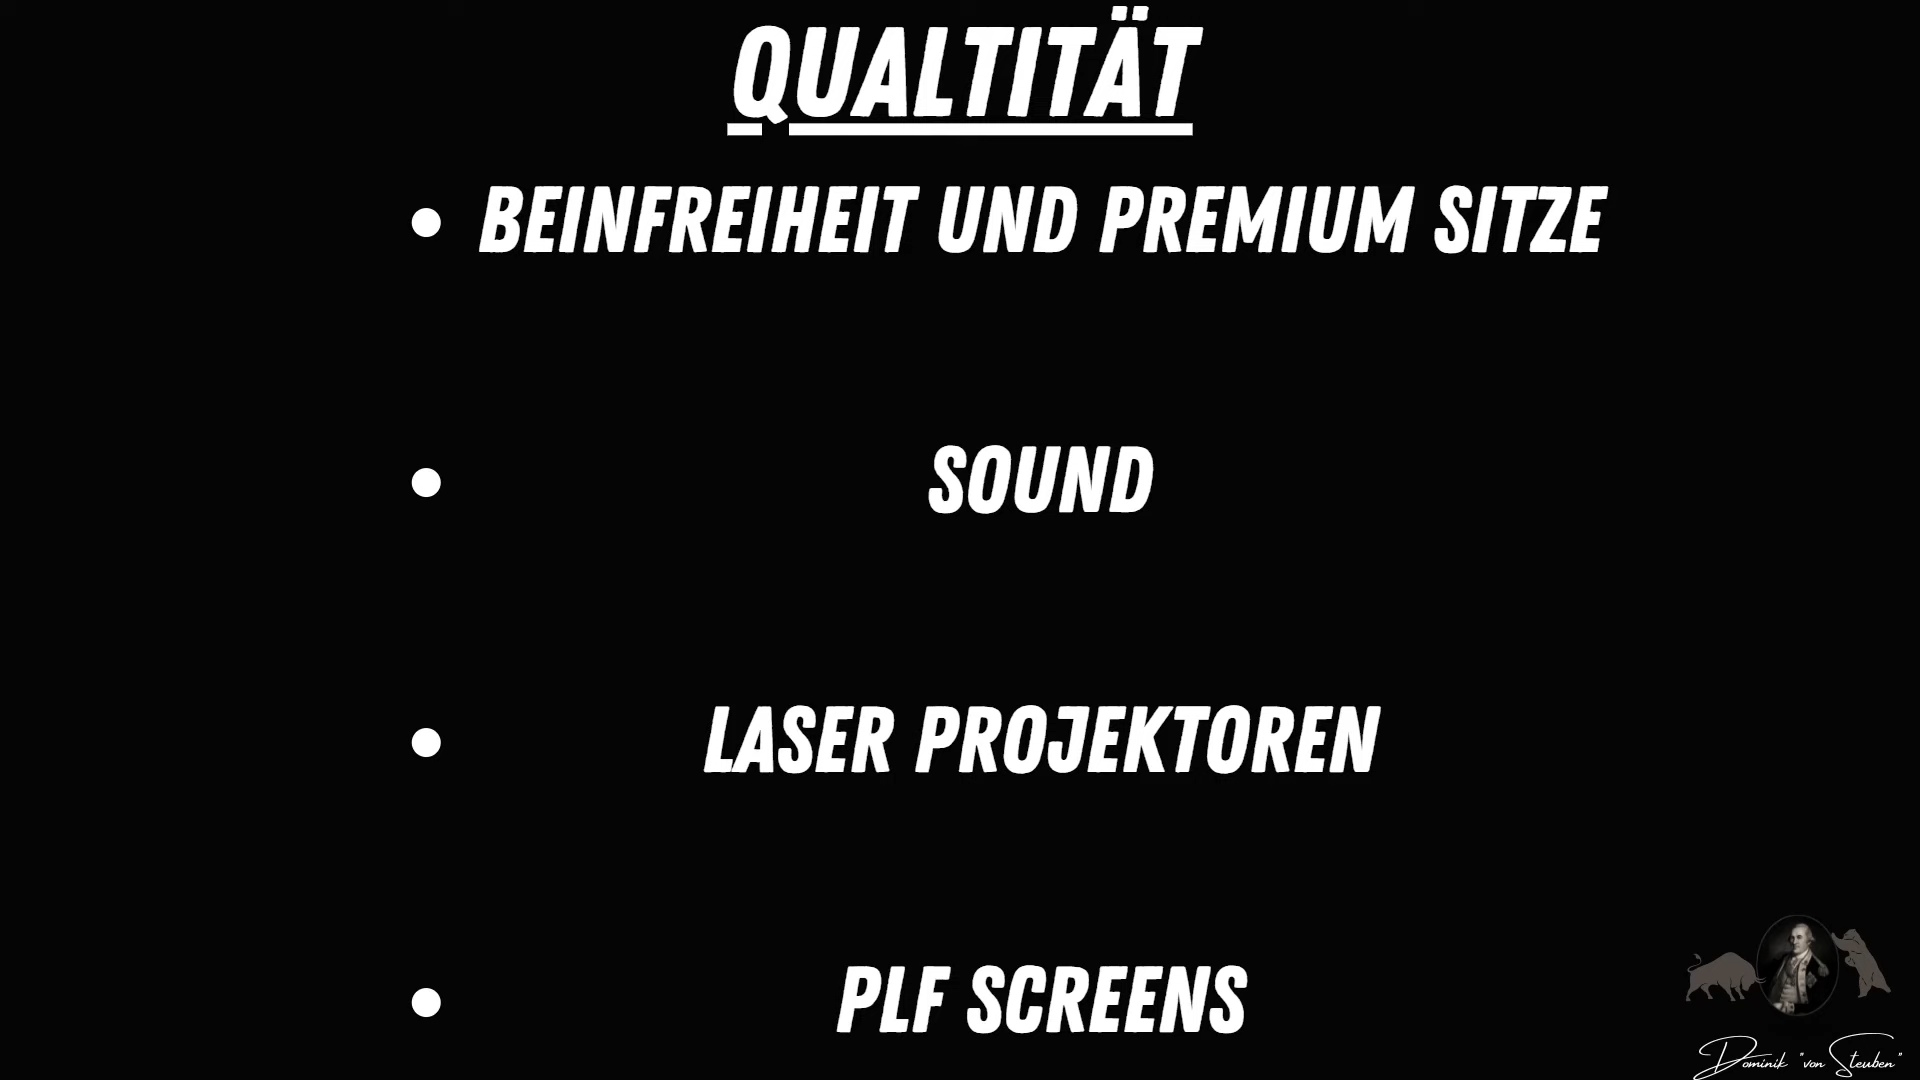 QUALTITÄT
• BEINFREIHEIT UND PREMIUM SITZE
• SOUND
• LASER PROJEKTOREN
• PLF SCREENS
Dominik "von Steuben"